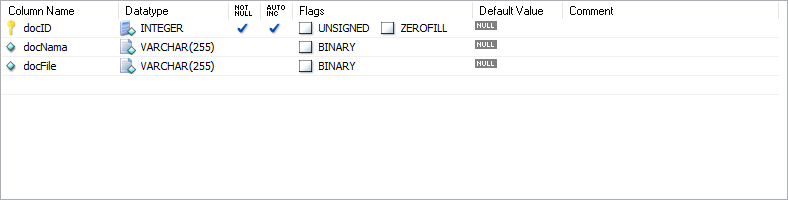 Column Name Datatype NOT NULL AUTO INC Flags Default Value Comment
docID INTEGER UNSIGNED ZEROFILL NULL
docNama VARCHAR(255) BINARY NULL
docFile VARCHAR(255) BINARY NULL